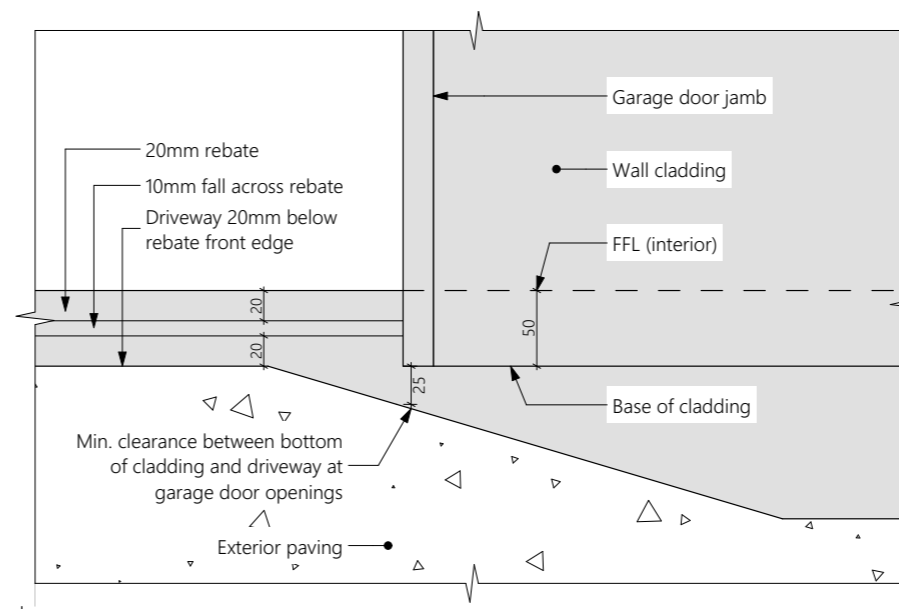 Garage door jamb
20mm rebate
Wall cladding
10mm fall across rebate
Driveway 20mm below
rebate front edge
FFL (interior)
20
50
20
25
Base of cladding
Min. clearance between bottom
of cladding and driveway at
garage door openings
Exterior paving